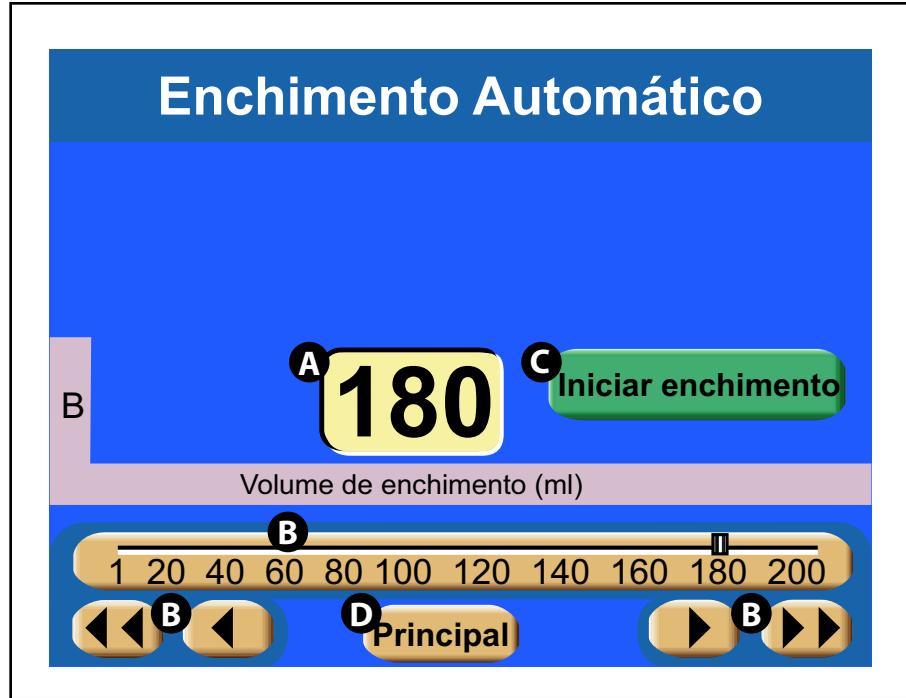 Enchimento Automático
A
180
C
Iniciar enchimento
B
Volume de enchimento (ml)
B
1 20 40 60 80 100 120 140 160 180 200
B
D
Principal
B